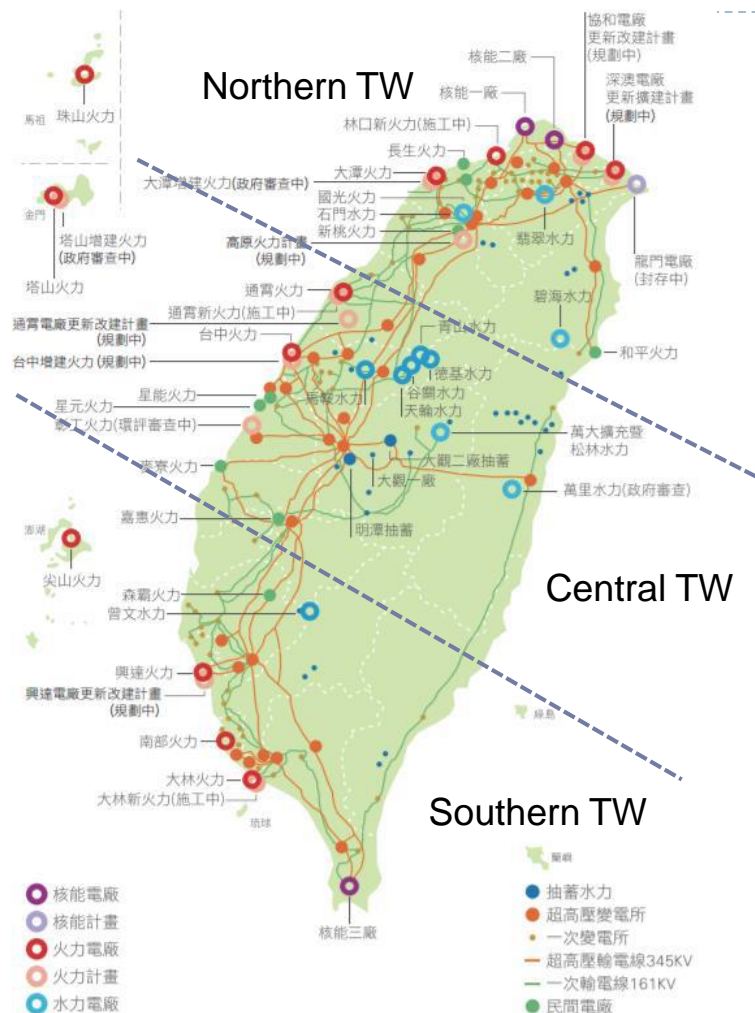 Northern TW
協和電廠
更新改建計畫
(規劃中)
核能二廠
核能一廠
深澳電廠
更新擴建計畫
(規劃中)
林口新火力(施工中)
長生火力
大潭火力
大潭增建火力(政府審查中)
國光火力
石門水力
新桃火力
高原火力計畫
(規劃中)
翡翠水力
龍門電廠
(封存中)
馬祖
珠山火力
金門
塔山增建火力
(政府審查中)
塔山火力
碧海水力
和平火力
通霄火力
通霄新火力(施工中)
通霄電廠更新改建計畫
(規劃中)
台中火力
台中增建火力(規劃中)
青山水力
德基水力
谷關水力
天輪水力
馬鞍水力
星能火力
星元火力
彰工火力(環評審查中)
萬大擴充暨
松林水力
大觀二廠抽蓄
大觀一廠
萬里水力(政府審查)
明潭抽蓄
麥寮火力
嘉惠火力
澎湖
尖山火力
Central TW
森霸火力
曾文水力
興達火力
興達電廠更新改建計畫
(規劃中)
綠島
南部火力
大林火力
大林新火力(施工中)
琉球
Southern TW
蘭嶼
核能三廠
核能電廠
核能計畫
火力電廠
火力計畫
水力電廠
抽蓄水力
超高壓變電所
一次變電所
超高壓輸電線345KV
一次輸電線161KV
民間電廠